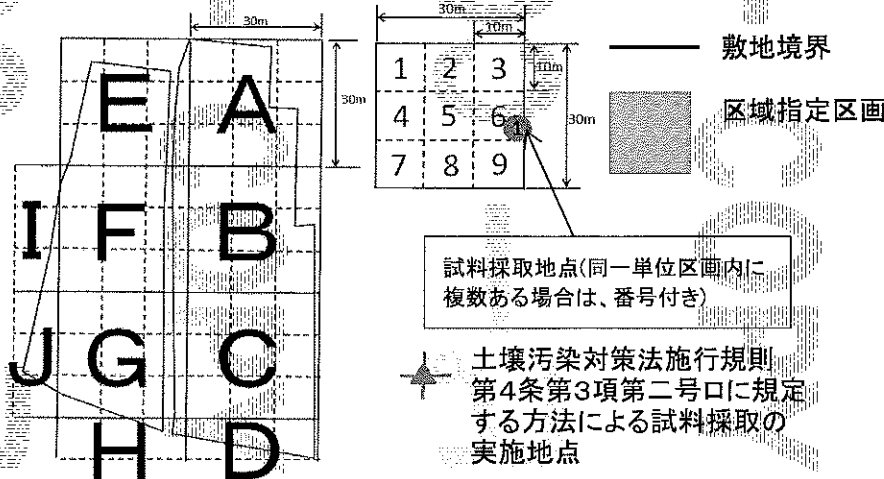 30m
30m
E
A
I
F
B
J
G
C
H
D
30m
10m
10m
30m
1 2 3
4 5 6
1
7 8 9
敷地境界
区域指定区画
試料採取地点(同一単位区画内に
複数ある場合は、番号付き)
土壌汚染対策法施行規則
第4条第3項第二号ロに規定
する方法による試料採取の
実施地点